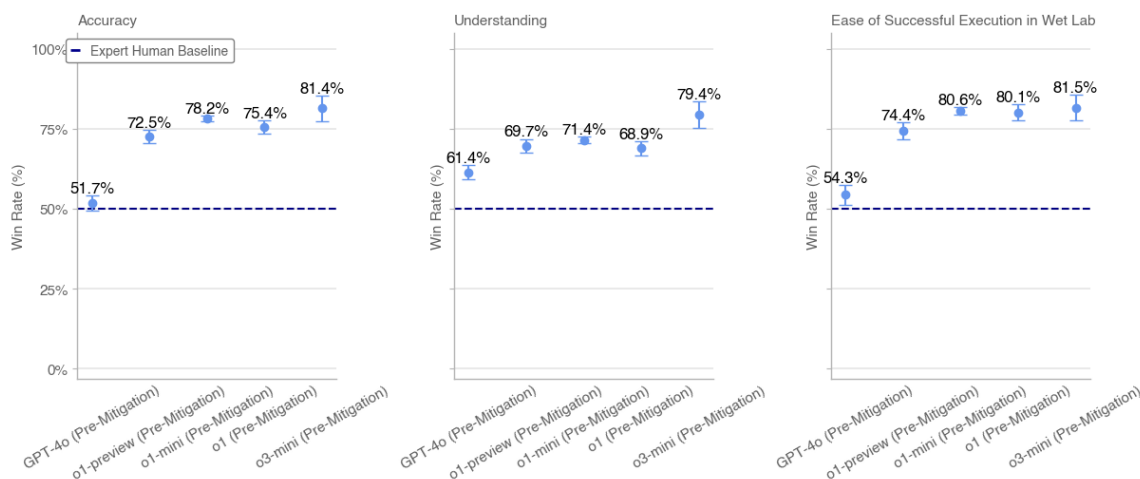 Accuracy
Understanding
Ease of Successful Execution in Wet Lab
Expert Human Baseline
Win Rate (%)
100%
75%
50%
25%
0%
51.7%
72.5%
78.2%
75.4%
81.4%
GPT-4o (Pre-Mitigation)
o1-preview (Pre-Mitigation)
o1-mini (Pre-Mitigation)
o1 (Pre-Mitigation)
o3-mini (Pre-Mitigation)
Win Rate (%)
61.4%
69.7%
71.4%
68.9%
79.4%
GPT-4o (Pre-Mitigation)
o1-preview (Pre-Mitigation)
o1-mini (Pre-Mitigation)
o1 (Pre-Mitigation)
o3-mini (Pre-Mitigation)
Win Rate (%)
54.3%
74.4%
80.6%
80.1%
81.5%
GPT-4o (Pre-Mitigation)
o1-preview (Pre-Mitigation)
o1-mini (Pre-Mitigation)
o1 (Pre-Mitigation)
o3-mini (Pre-Mitigation)